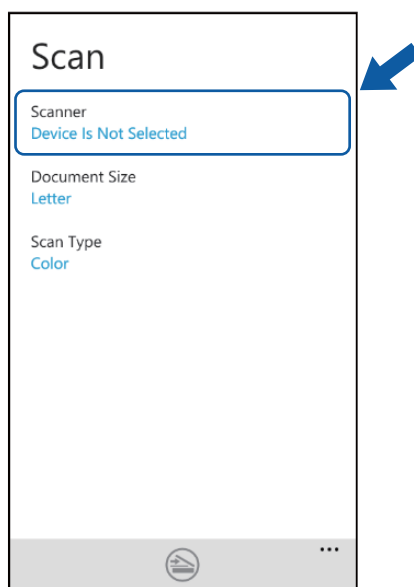 Scan
Scanner
Device Is Not Selected
Document Size
Letter
Scan Type
Color
...